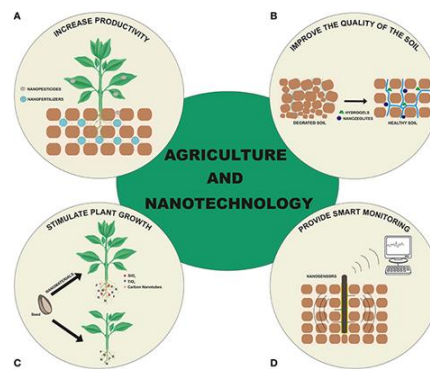 A
INCREASE PRODUCTIVITY
NANOPESTICIDES
NANOFERTILIZERS
B
IMPROVE THE QUALITY OF THE SOIL
DEGRATED SOIL
HYDROGELS
NANOZEOLITES
HEALTHY SOIL
AGRICULTURE
AND
NANOTECHNOLOGY
STIMULATE PLANT GROWTH
NANOMATERIALS
SiO₂
TiO₂
Carbon Nanotubes
Seed
C
PROVIDE SMART MONITORING
NANOSENSORS
D